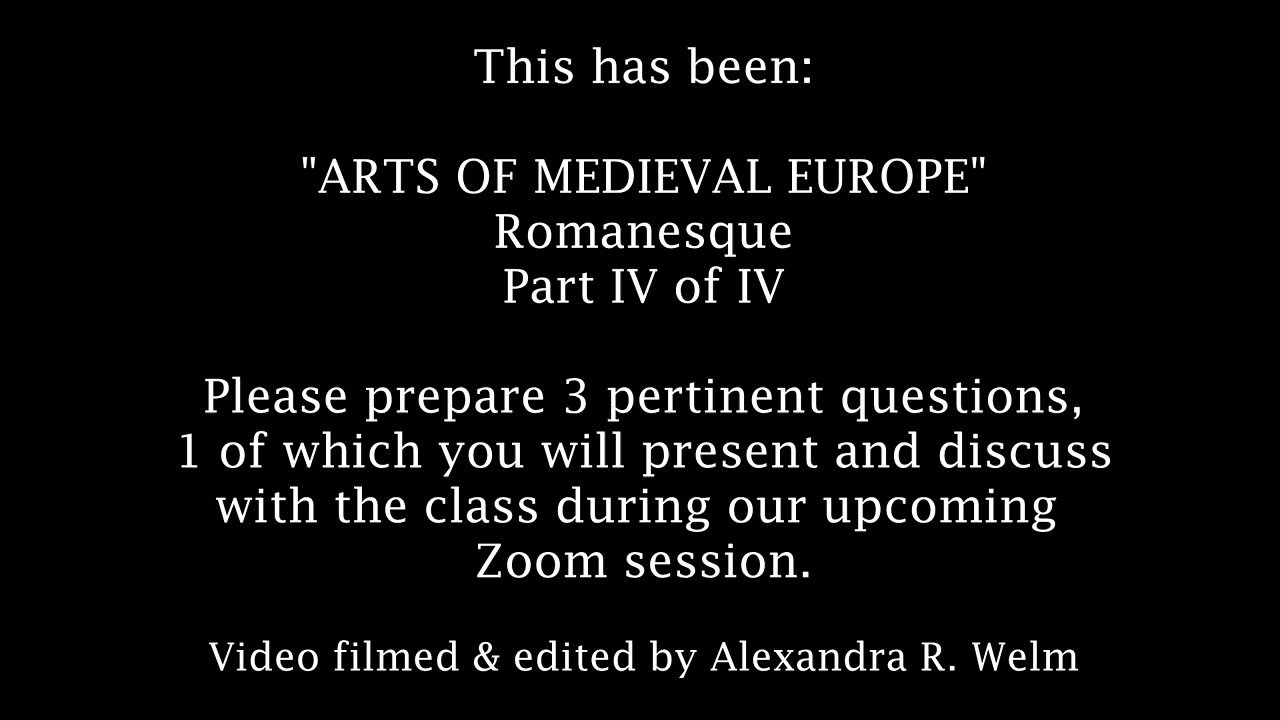 This has been:
"ARTS OF MEDIEVAL EUROPE"
Romanesque
Part IV of IV
Please prepare 3 pertinent questions,
1 of which you will present and discuss
with the class during our upcoming
Zoom session.
Video filmed & edited by Alexandra R. Welm